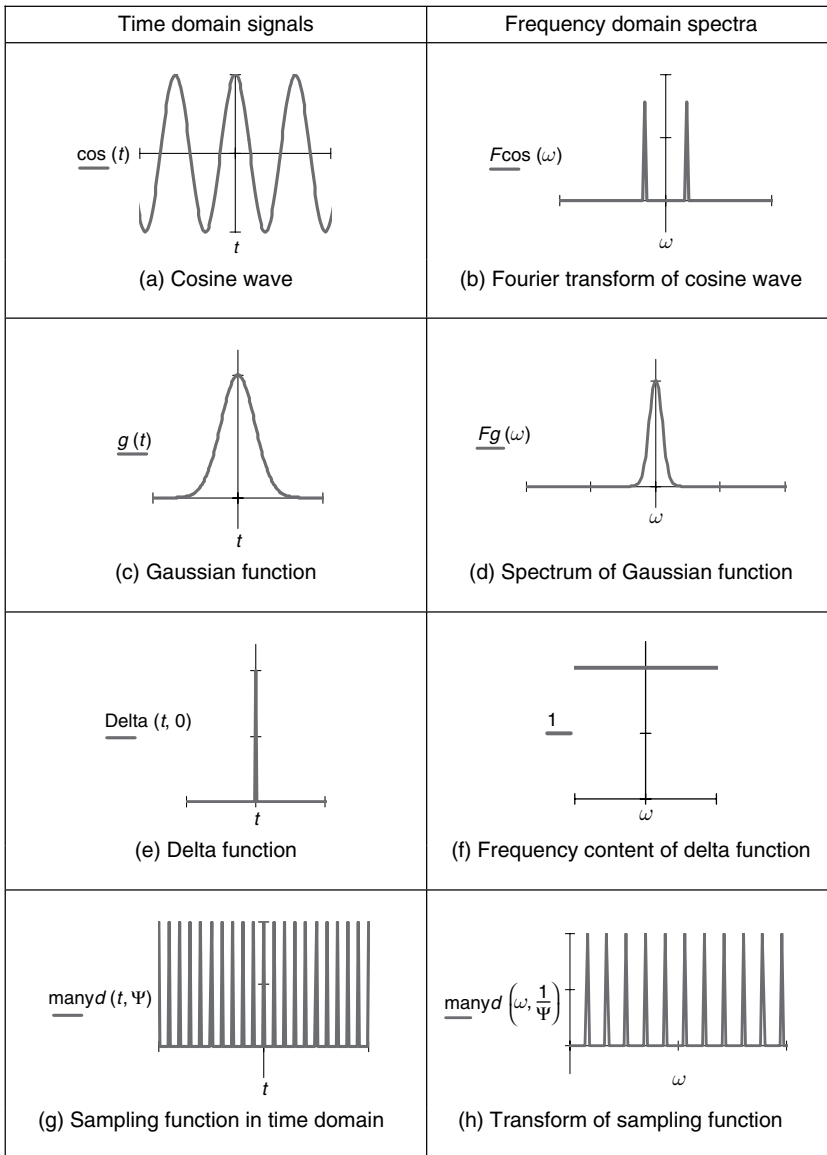 Time domain signals
Frequency domain spectra
cos (t)
t
(a) Cosine wave
Fcos (ω)
ω
(b) Fourier transform of cosine wave
g (t)
t
(c) Gaussian function
Fg (ω)
ω
(d) Spectrum of Gaussian function
Delta (t, 0)
t
(e) Delta function
1
ω
(f) Frequency content of delta function
manyd (t, Ψ)
t
(g) Sampling function in time domain
manyd (ω, 1/Ψ)
ω
(h) Transform of sampling function